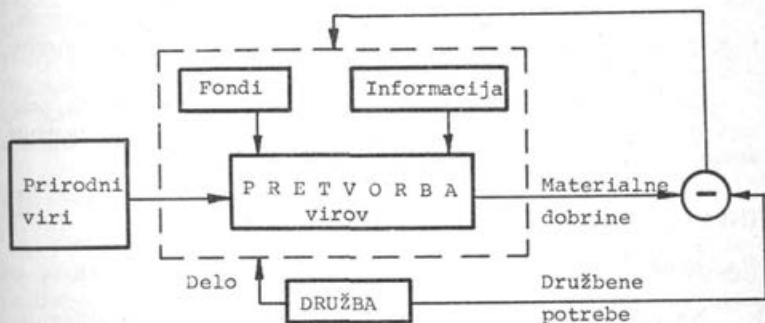 Fondi
Informacija
Prirodni
viri
P R E T V O R B A
virov
Materialne
dobrine
−
Delo
DRUŽBA
Družbene
potrebe